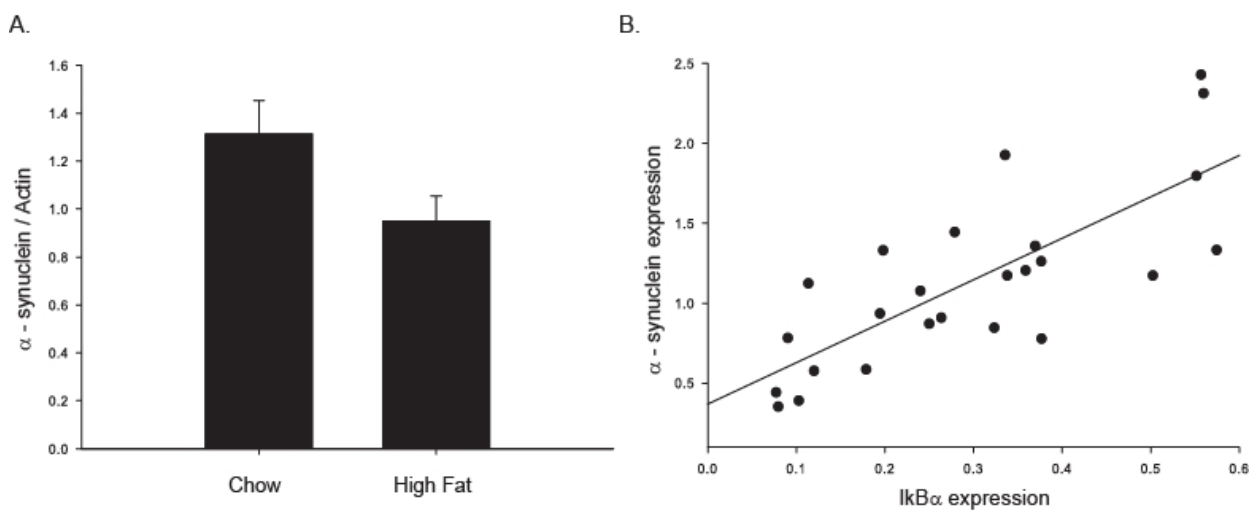 A.
1.6
1.4
1.2
1.0
0.8
0.6
0.4
0.2
0.0
α - synuclein / Actin
Chow
High Fat
B.
2.5
2.0
1.5
1.0
0.5
α - synuclein expression
0.0 0.1 0.2 0.3 0.4 0.5 0.6
IkBα expression